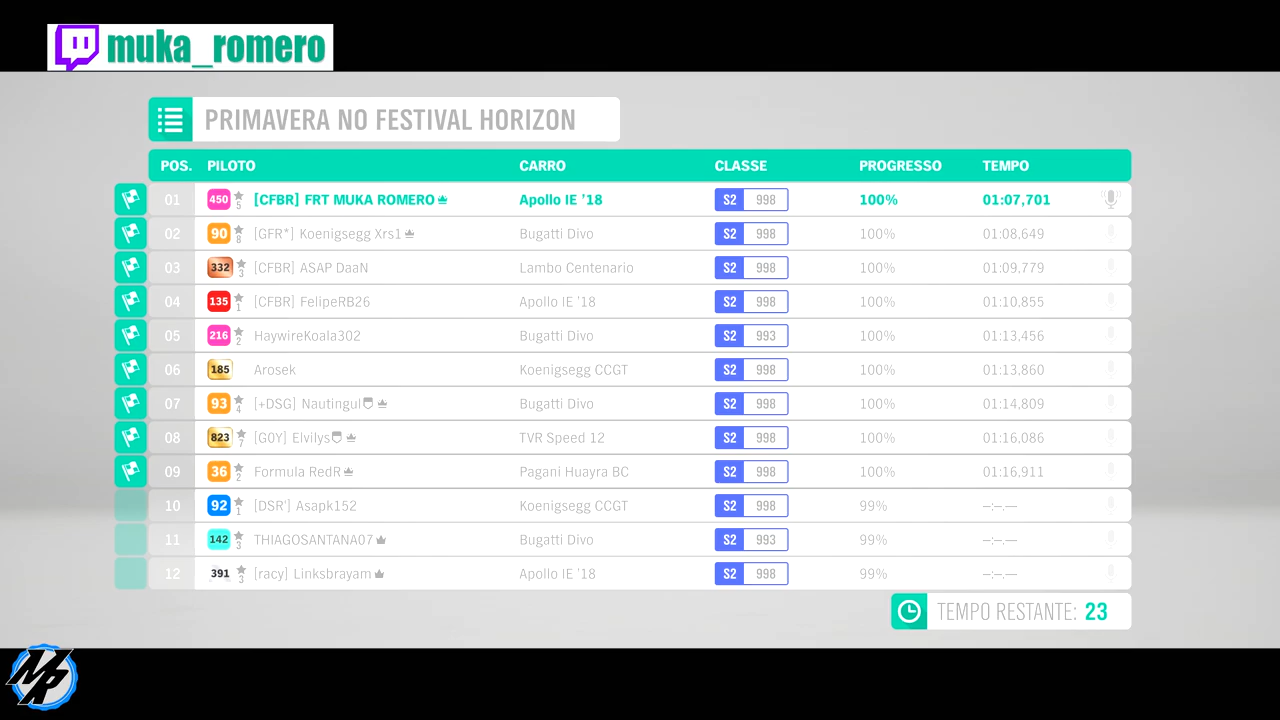 muka_romero
PRIMAVERA NO FESTIVAL HORIZON
POS. PILOTO CARRO CLASSE PROGRESSO TEMPO
01 450 5 [CFBR] FRT MUKA ROMERO Apollo IE '18 S2 998 100% 01:07,701
02 90 8 [GFR*] Koenigsegg Xrs1 Bugatti Divo S2 998 100% 01:08,649
03 332 3 [CFBR] ASAP DaaN Lambo Centenario S2 998 100% 01:09,779
04 135 1 [CFBR] FelipeRB26 Apollo IE '18 S2 998 100% 01:10.855
05 216 2 HaywireKoala302 Bugatti Divo S2 993 100% 01:13,456
06 185 Arosek Koenigsegg CCGT S2 998 100% 01:13,860
07 93 4 [+DSG] Nautingul Bugatti Divo S2 998 100% 01:14,809
08 823 7 [G0Y] Elvilys TVR Speed 12 S2 998 100% 01:16,086
09 36 2 Formula RedR Pagani Huayra BC S2 998 100% 01:16,911
10 92 1 [DSR'] Asapk152 Koenigsegg CCGT S2 998 99% --:--.---
11 142 3 THIAGOSANTANA07 Bugatti Divo S2 993 99% --:--.---
12 391 3 [racy] Linksbrayam Apollo IE '18 S2 998 99% --:--.---
TEMPO RESTANTE: 23